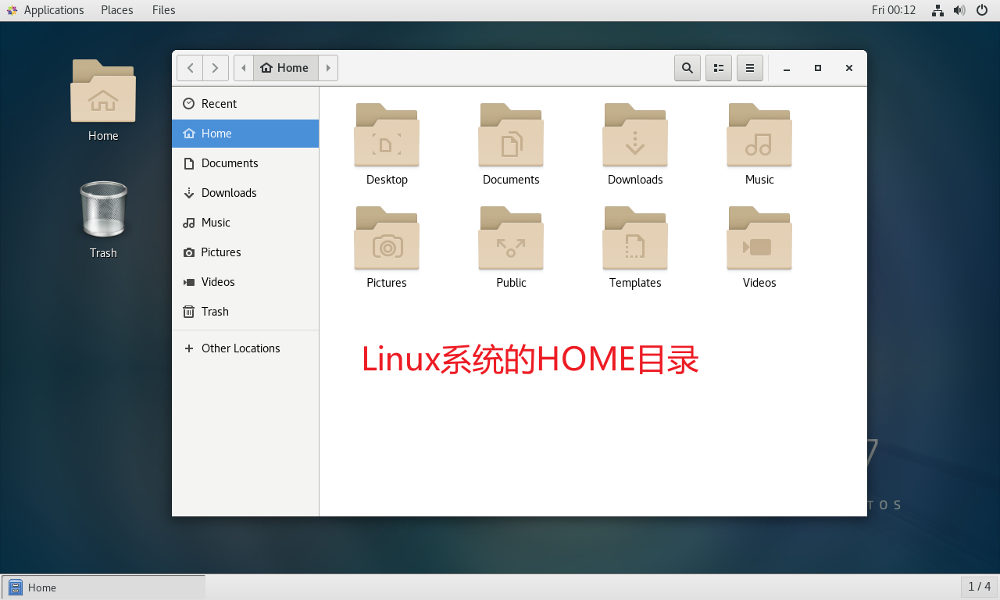 Applications Places Files Fri 00:12
Home
Recent
Home
Documents
Downloads
Music
Pictures
Videos
Trash
Other Locations
Desktop Documents Downloads Music
Pictures Public Templates Videos
Linux系统的HOME目录
Home
Trash
7
TOS
Home 1 / 4